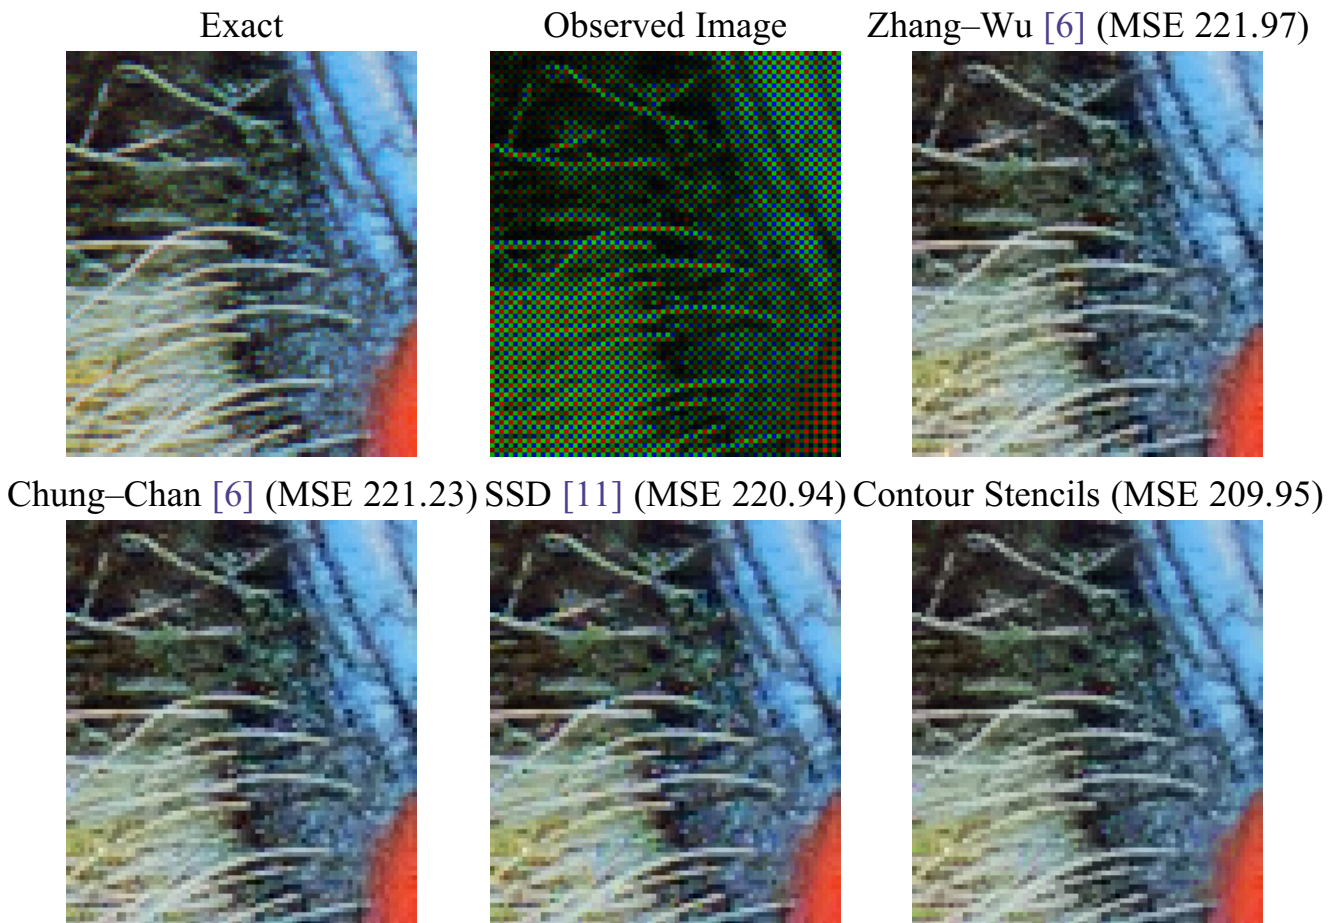 Exact
Observed Image
Zhang–Wu [6] (MSE 221.97)
Chung–Chan [6] (MSE 221.23)
SSD [11] (MSE 220.94)
Contour Stencils (MSE 209.95)